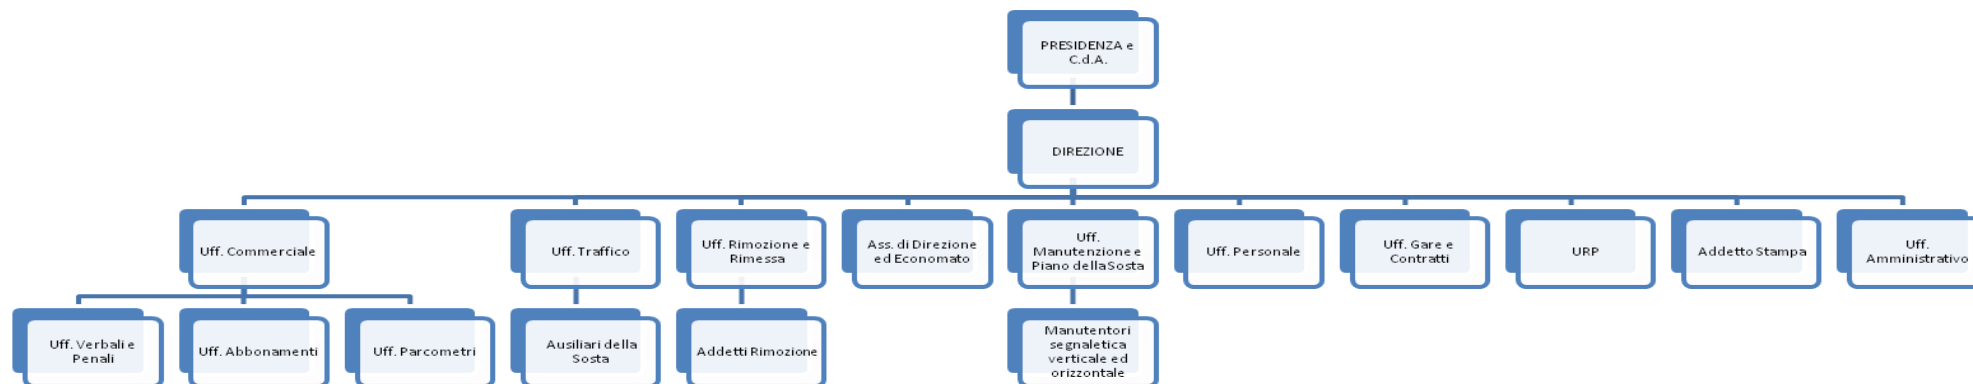 PRESIDENZA e
C.d.A.
DIREZIONE
Uff. Commerciale
Uff. Traffico
Uff. Rimozione e
Rimessa
Ass. di Direzione
ed Economato
Uff.
Manutenzione e
Piano della Sosta
Uff. Personale
Uff. Gare e
Contratti
URP
Addetto Stampa
Uff.
Amministrativo
Uff. Verbali e
Penali
Uff. Abbonamenti
Uff. Parcometri
Ausiliari della
Sosta
Addetti Rimozione
Manutentori
segnaletica
verticale ed
orizzontale